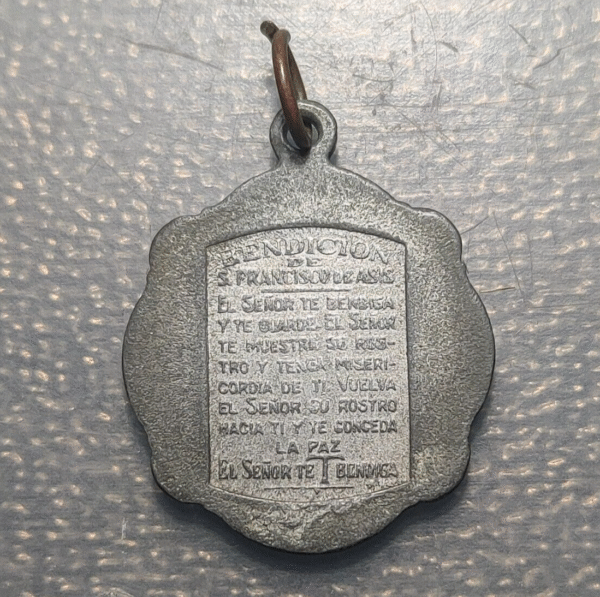 BENDICION
DE
S. FRANCISCO DE ASIS
EL SEÑOR TE BENDIGA
Y TE GUARDE. EL SEÑOR
TE MUESTRE SU ROS-
TRO Y TENGA MISERI-
CORDIA DE TI VUELVA
EL SEÑOR SU ROSTRO
HACIA TI Y TE CONCEDA
LA PAZ
EL SEÑOR TE T BENDIGA